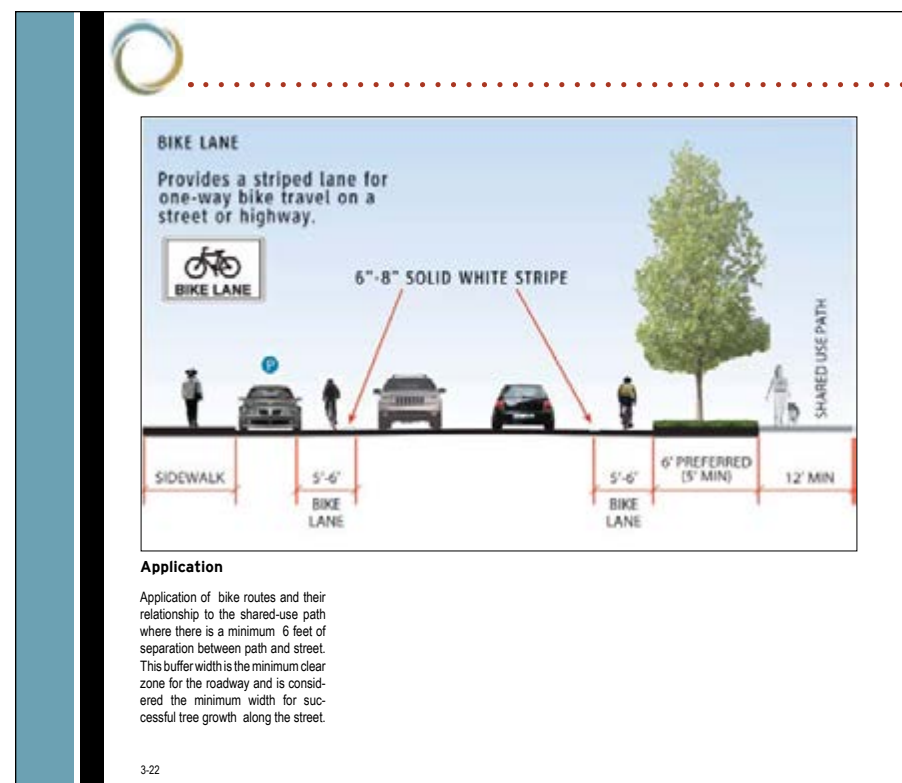 BIKE LANE
Provides a striped lane for
one-way bike travel on a
street or highway.
BIKE LANE
6"-8" SOLID WHITE STRIPE
P
SHARED USE PATH
SIDEWALK
5'-6'
BIKE
LANE
5'-6'
BIKE
LANE
6' PREFERRED
(5' MIN)
12' MIN
Application
Application of bike routes and their
relationship to the shared-use path
where there is a minimum 6 feet of
separation between path and street.
This buffer width is the minimum clear
zone for the roadway and is consid-
ered the minimum width for suc-
cessful tree growth along the street.
3-22